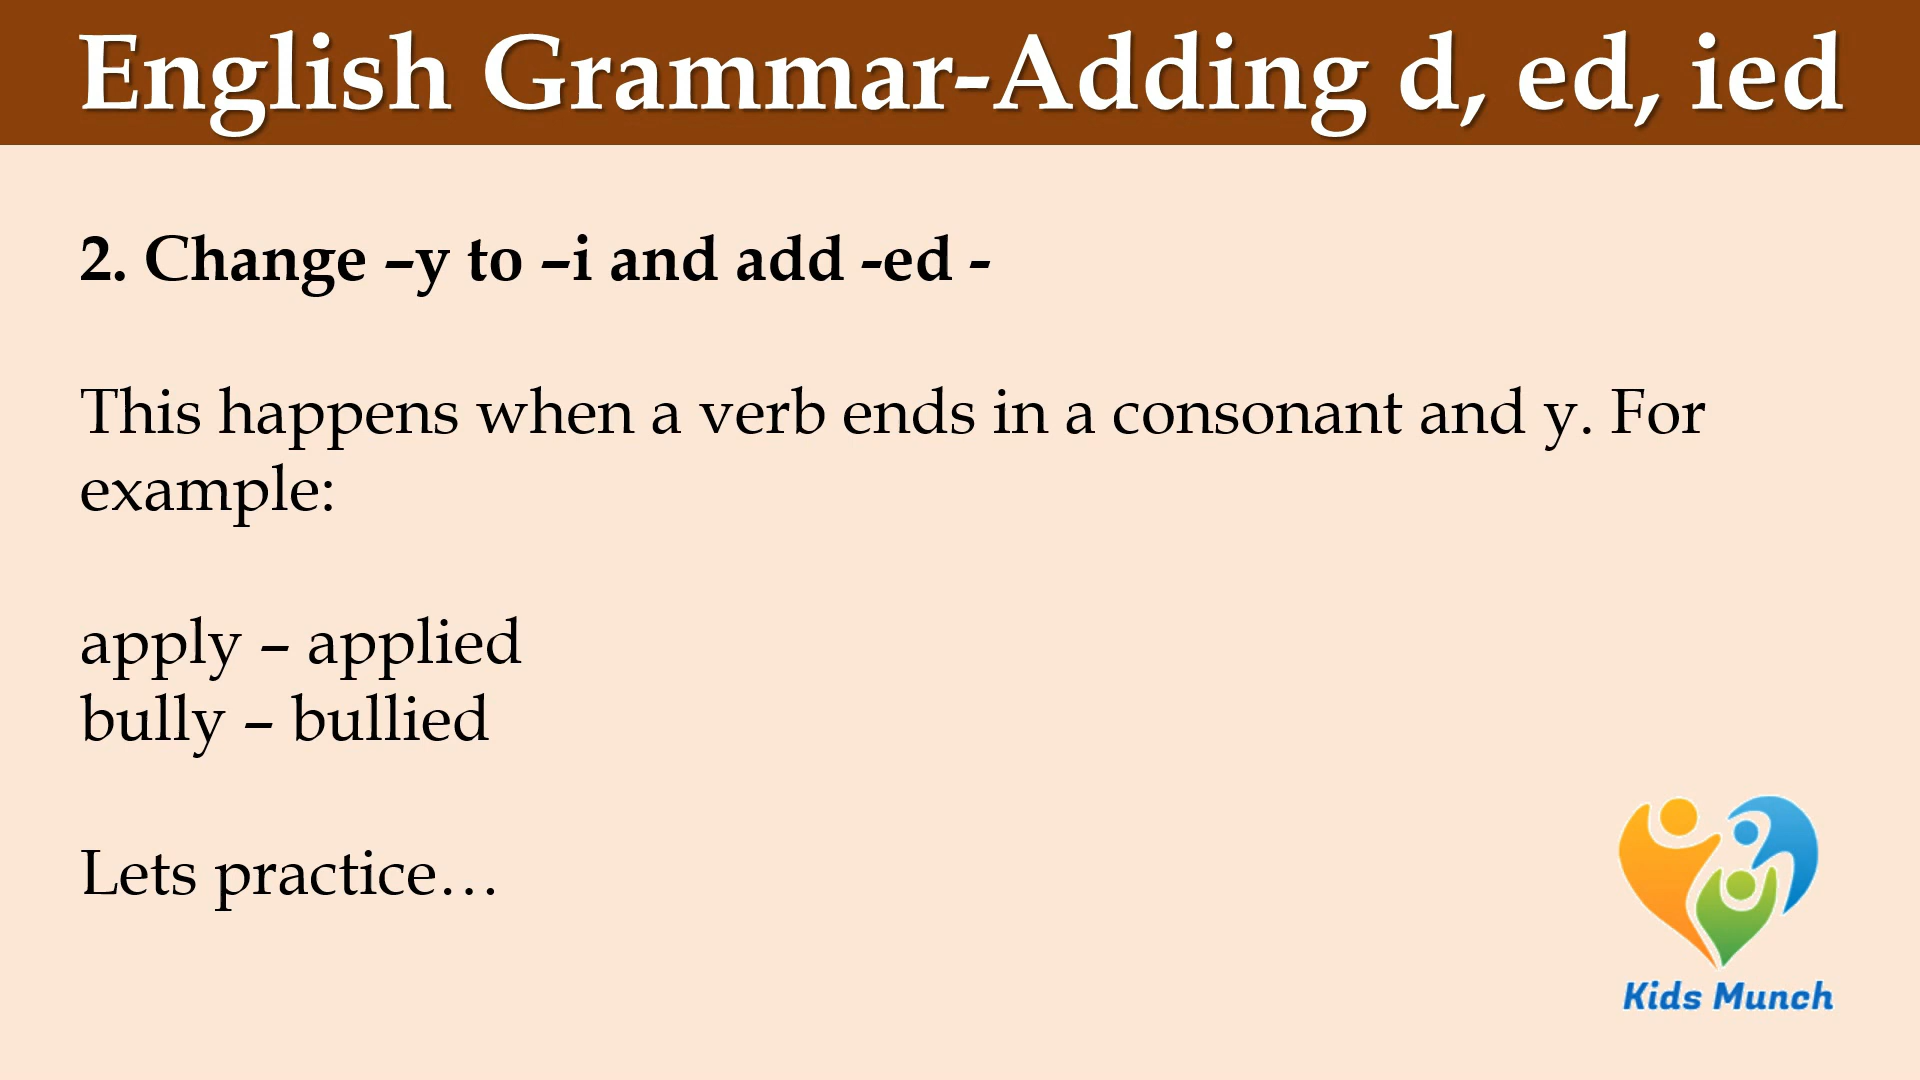 English Grammar-Adding d, ed, ied
2. Change –y to –i and add -ed -
This happens when a verb ends in a consonant and y. For
example:
apply – applied
bully – bullied
Lets practice…
Kids Munch